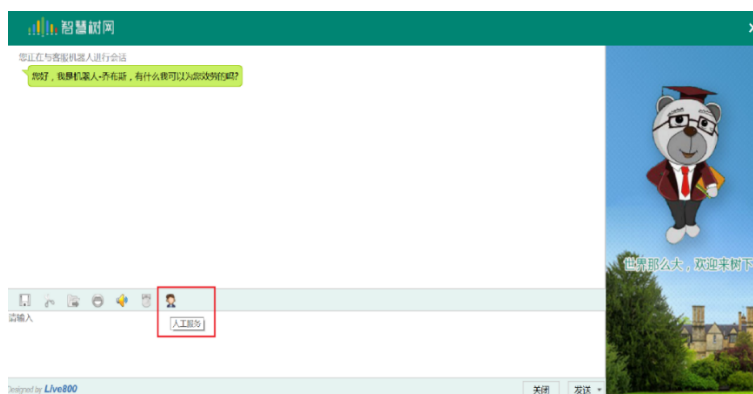 智慧树网
您正在与客服机器人进行会话
您好，我是机器人-乔布斯，有什么我可以为您效劳的吗?
世界那么大，欢迎来树下
请输入
人工服务
Designed by Live800
关闭 发送